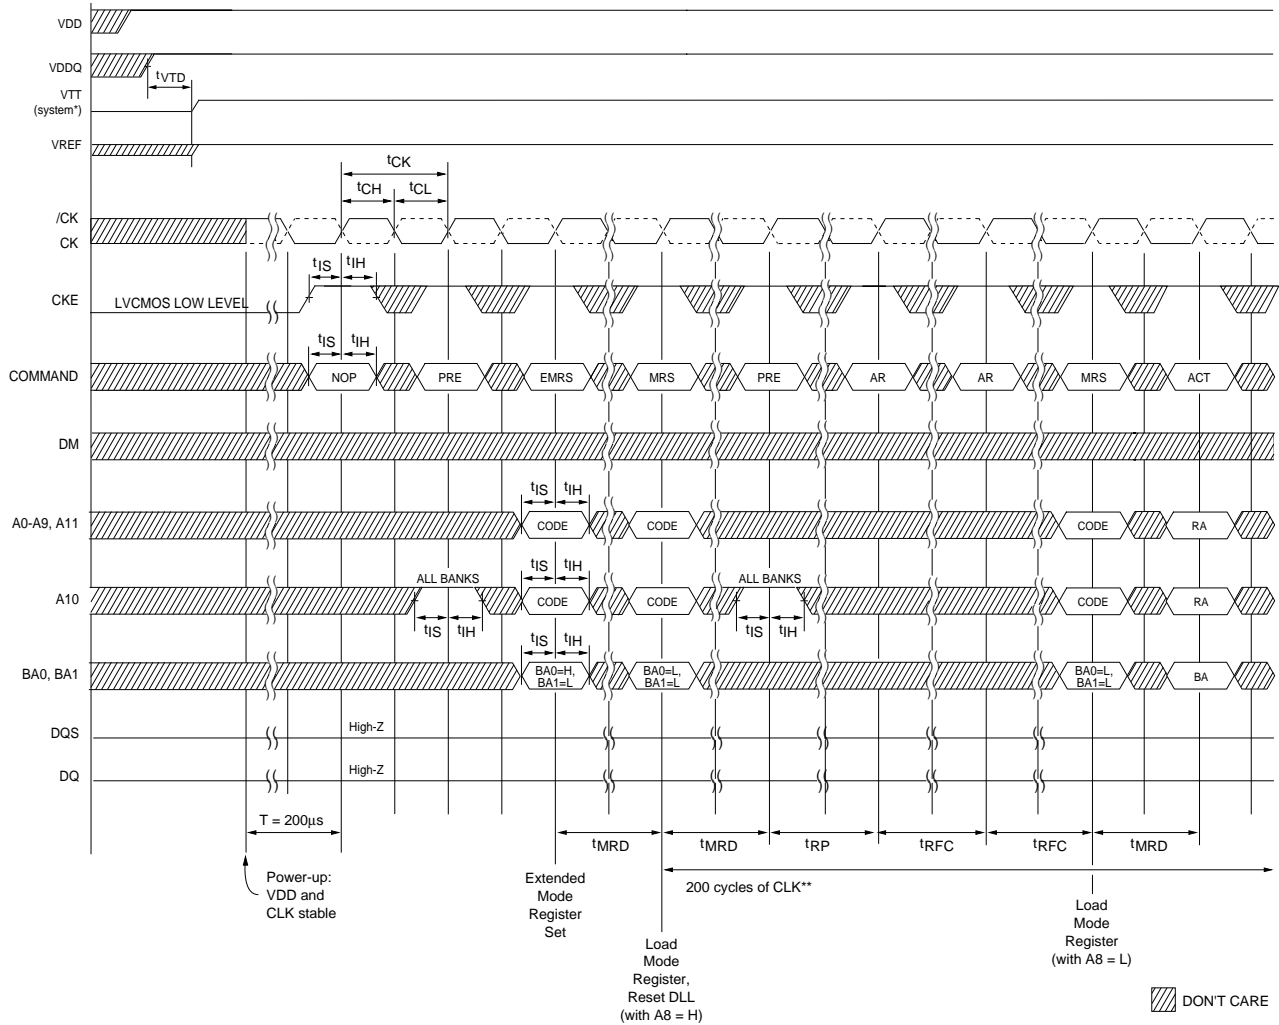 VDD
VDDQ
tVTD
VTT
(system*)
VREF
tCK
tCH tCL
/CK
CK
tIS tIH
CKE LVCMOS LOW LEVEL
tIS tIH
COMMAND NOP PRE EMRS MRS PRE AR AR MRS ACT
DM
tIS tIH
A0-A9, A11 CODE CODE CODE RA
tIS tIH
ALL BANKS ALL BANKS
A10 CODE CODE CODE RA
tIS tIH tIS tIH
tIS tIH
BA0, BA1 BA0=H, BA1=L BA0=L, BA1=L BA0=L, BA1=L BA
DQS High-Z
DQ High-Z
T = 200µs
tMRD tMRD tRP tRFC tRFC tMRD
Power-up:
VDD and
CLK stable
Extended
Mode
Register
Set
200 cycles of CLK**
Load
Mode
Register,
Reset DLL
(with A8 = H)
Load
Mode
Register
(with A8 = L)
DON'T CARE